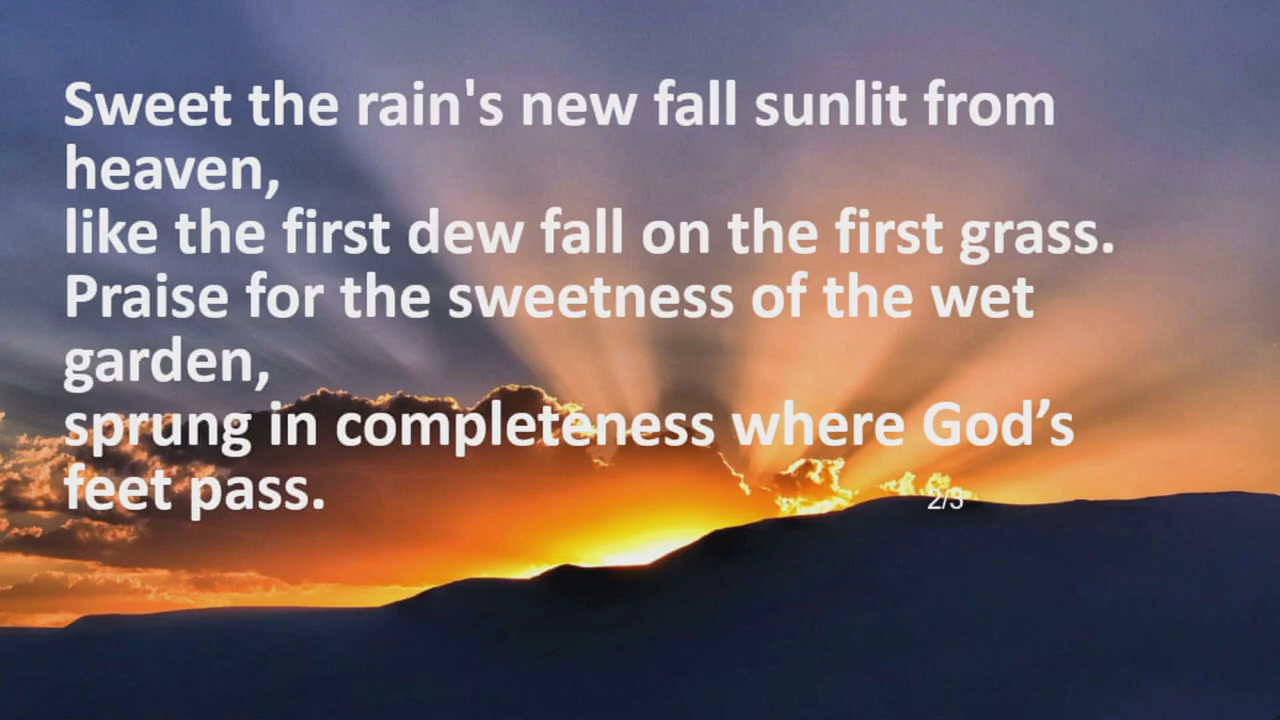 Sweet the rain's new fall sunlit from
heaven,
like the first dew fall on the first grass.
Praise for the sweetness of the wet
garden,
sprung in completeness where God’s
feet pass.
2/3